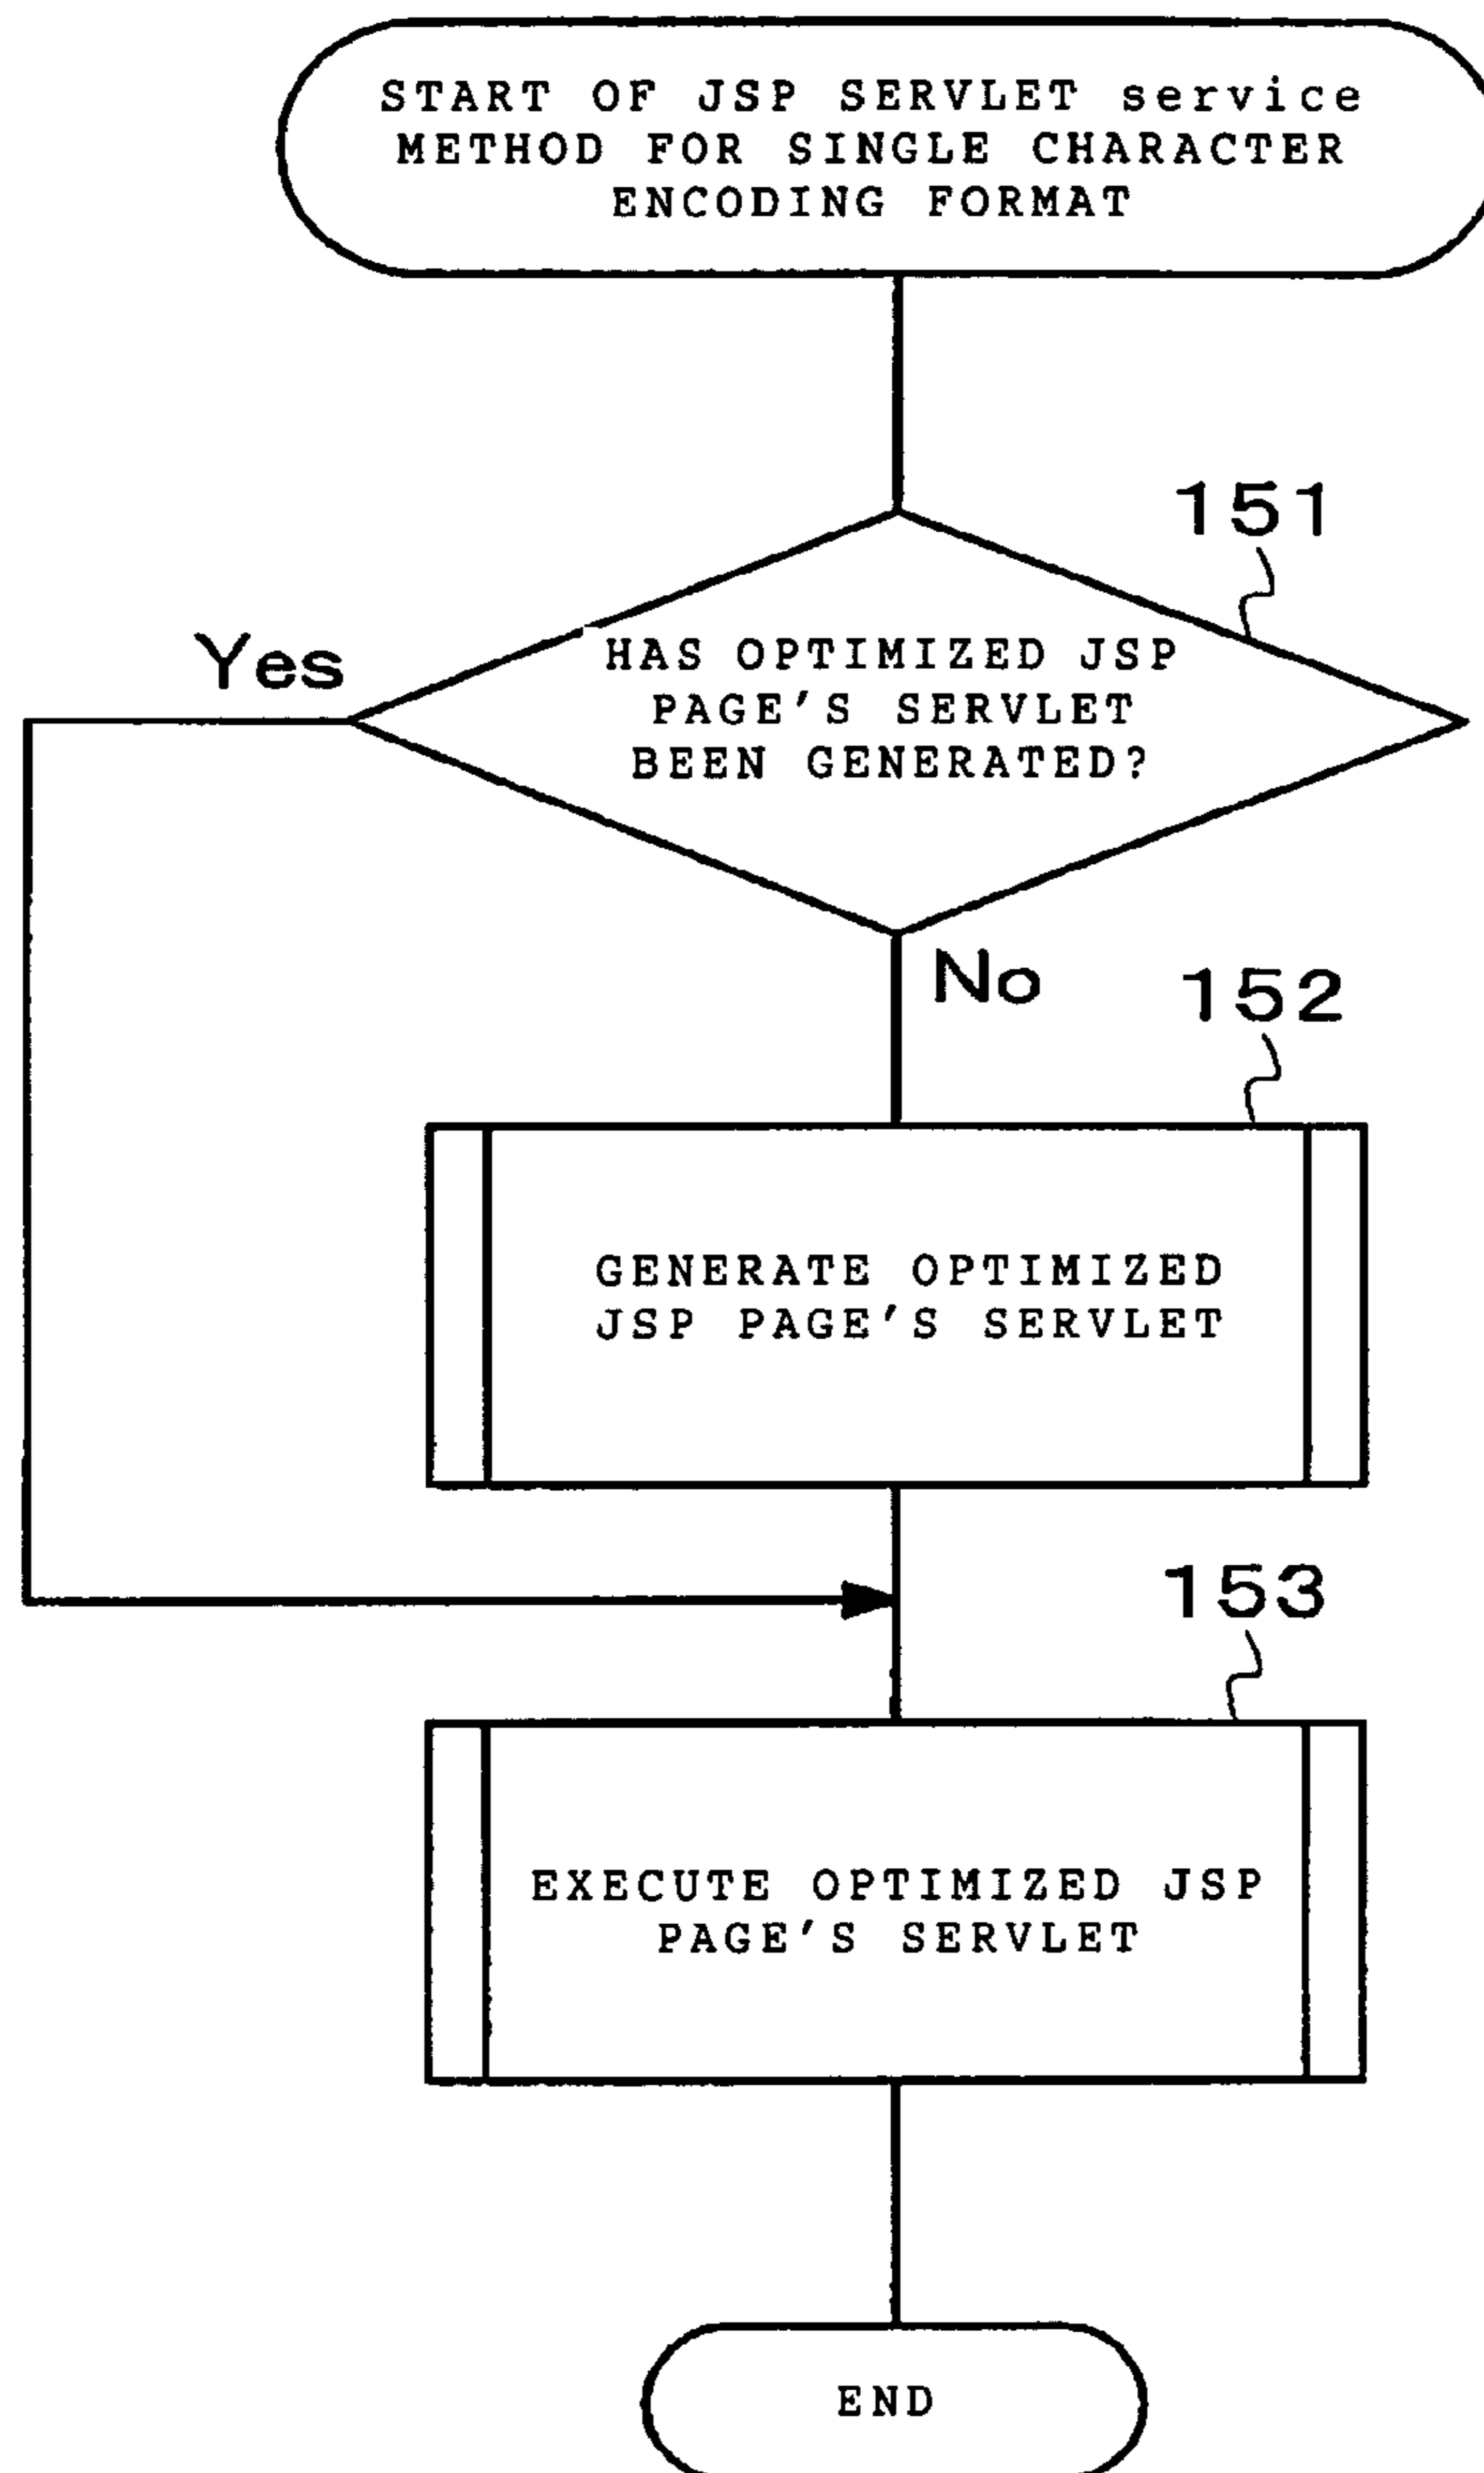 START OF JSP SERVLET service
METHOD FOR SINGLE CHARACTER
ENCODING FORMAT
151
Yes
HAS OPTIMIZED JSP
PAGE'S SERVLET
BEEN GENERATED?
No
152
GENERATE OPTIMIZED
JSP PAGE'S SERVLET
153
EXECUTE OPTIMIZED JSP
PAGE'S SERVLET
END